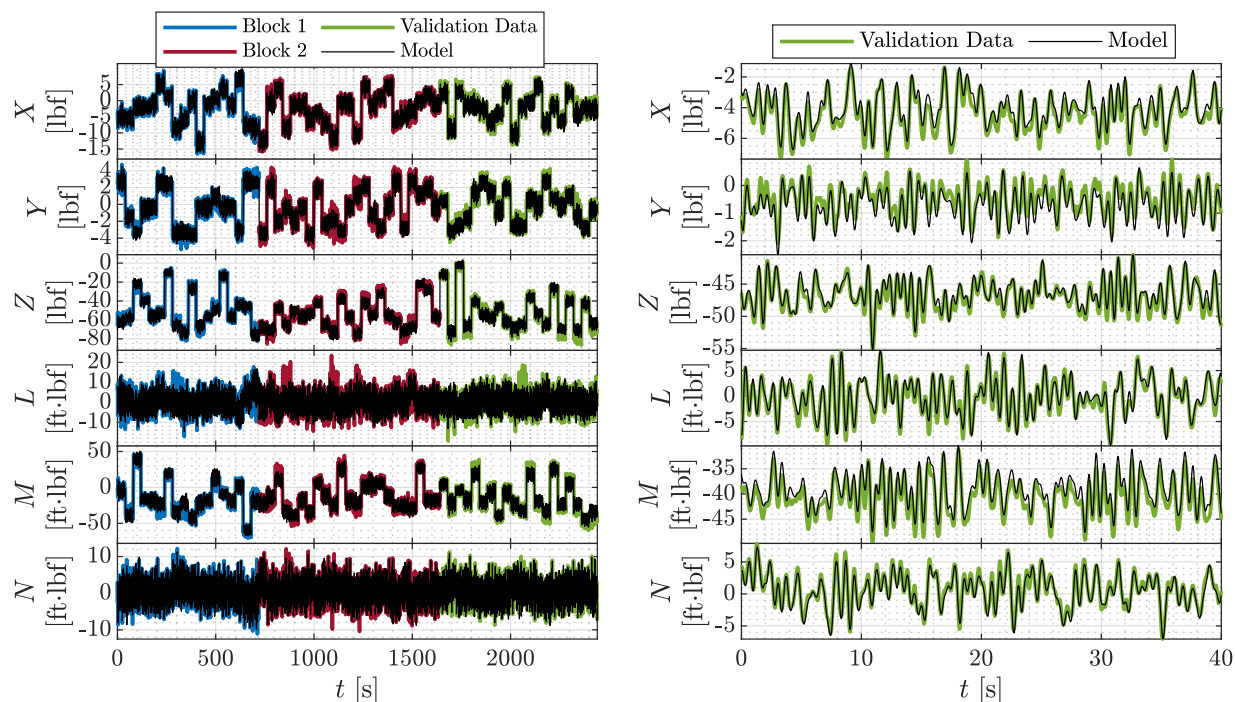 Block 1 Validation Data
Block 2 Model
X
[lbf]
5
0
-5
-10
-15
Y
[lbf]
4
2
0
-2
-4
Z
[lbf]
0
-20
-40
-60
-80
L
[ft·lbf]
20
10
0
-10
M
[ft·lbf]
50
0
-50
N
[ft·lbf]
10
0
-10
0 500 1000 1500 2000
t [s]
Validation Data Model
X
[lbf]
-2
-4
-6
Y
[lbf]
0
-1
-2
Z
[lbf]
-45
-50
-55
L
[ft·lbf]
5
0
-5
M
[ft·lbf]
-35
-40
-45
N
[ft·lbf]
5
0
-5
0 10 20 30 40
t [s]